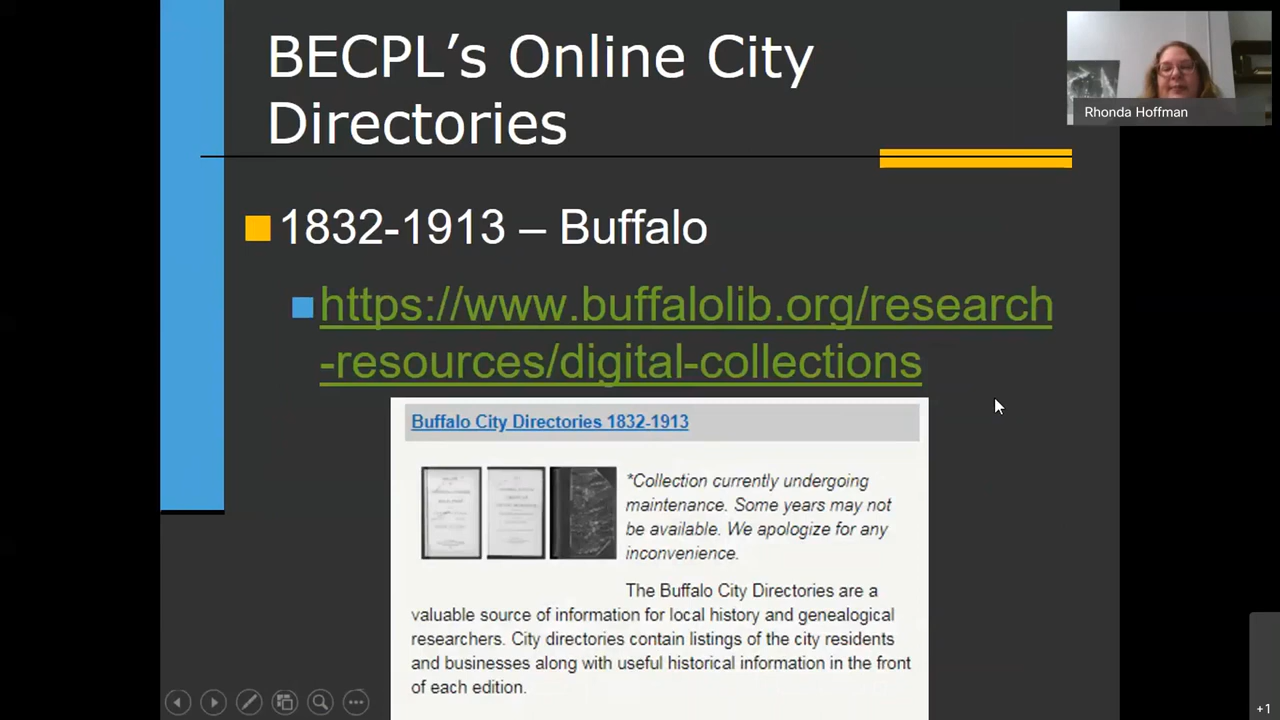 BECPL’s Online City
Directories
Rhonda Hoffman
1832-1913 – Buffalo
https://www.buffalolib.org/research
-resources/digital-collections
Buffalo City Directories 1832-1913
*Collection currently undergoing
maintenance. Some years may not
be available. We apologize for any
inconvenience.
The Buffalo City Directories are a
valuable source of information for local history and genealogical
researchers. City directories contain listings of the city residents
and businesses along with useful historical information in the front
of each edition.
+1